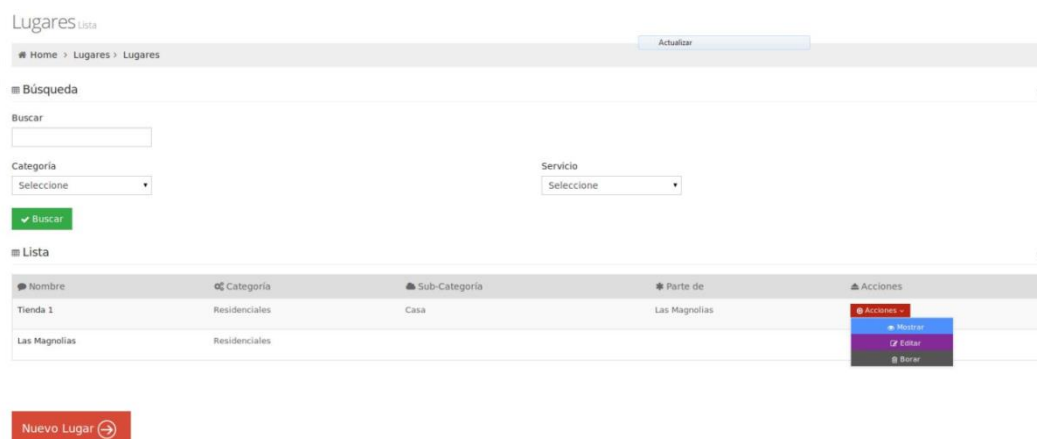 Lugares Lista
Actualizar
Home > Lugares > Lugares
Búsqueda
Buscar
Categoría Servicio
Seleccione Seleccione
Buscar
Lista
Nombre Categoría Sub-Categoría Parte de Acciones
Tienda 1 Residenciales Casa Las Magnolias Acciones
Mostrar
Las Magnolias Residenciales Editar
Borar
Nuevo Lugar